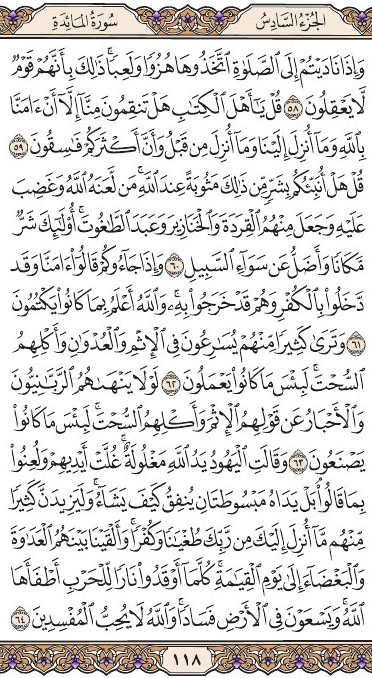 الجزء السادس
سورة المائدة
وَإِذَا نَادَيْتُمْ إِلَى ٱلصَّلَوٰةِ ٱتَّخَذُوهَا هُزُوًا وَلَعِبًا ۚ ذَٰلِكَ بِأَنَّهُمْ قَوْمٌ
لَّا يَعْقِلُونَ ٥٨ قُلْ يَٰٓأَهْلَ ٱلْكِتَٰبِ هَلْ تَنقِمُونَ مِنَّآ إِلَّآ أَنْ ءَامَنَّا
بِٱللَّهِ وَمَآ أُنزِلَ إِلَيْنَا وَمَآ أُنزِلَ مِن قَبْلُ وَأَنَّ أَكْثَرَكُمْ فَٰسِقُونَ ٥٩
قُلْ هَلْ أُنَبِّئُكُم بِشَرٍّ مِّن ذَٰلِكَ مَثُوبَةً عِندَ ٱللَّهِ ۚ مَن لَّعَنَهُ ٱللَّهُ وَغَضِبَ
عَلَيْهِ وَجَعَلَ مِنْهُمُ ٱلْقِرَدَةَ وَٱلْخَنَازِيرَ وَعَبَدَ ٱلطَّٰغُوتَ ۚ أُو۟لَٰٓئِكَ شَرٌّ
مَّكَانًا وَأَضَلُّ عَن سَوَآءِ ٱلسَّبِيلِ ٦٠ وَإِذَا جَآءُوكُمْ قَالُوٓا۟ ءَامَنَّا وَقَد
دَّخَلُوا۟ بِٱلْكُفْرِ وَهُمْ قَدْ خَرَجُوا۟ بِهِۦ ۚ وَٱللَّهُ أَعْلَمُ بِمَا كَانُوا۟ يَكْتُمُونَ
٦١ وَتَرَىٰ كَثِيرًا مِّنْهُمْ يُسَٰرِعُونَ فِى ٱلْإِثْمِ وَٱلْعُدْوَٰنِ وَأَكْلِهِمُ
ٱلسُّحْتَ ۚ لَبِئْسَ مَا كَانُوا۟ يَعْمَلُونَ ٦٢ لَوْلَا يَنْهَىٰهُمُ ٱلرَّبَّٰنِيُّونَ
وَٱلْأَحْبَارُ عَن قَوْلِهِمُ ٱلْإِثْمَ وَأَكْلِهِمُ ٱلسُّحْتَ ۚ لَبِئْسَ مَا كَانُوا۟
يَصْنَعُونَ ٦٣ وَقَالَتِ ٱلْيَهُودُ يَدُ ٱللَّهِ مَغْلُولَةٌ ۚ غُلَّتْ أَيْدِيهِمْ وَلُعِنُوا۟
بِمَا قَالُوا۟ ۘ بَلْ يَدَاهُ مَبْسُوطَتَانِ يُنفِقُ كَيْفَ يَشَآءُ ۚ وَلَيَزِيدَنَّ كَثِيرًا
مِّنْهُم مَّآ أُنزِلَ إِلَيْكَ مِن رَّبِّكَ طُغْيَٰنًا وَكُفْرًا ۚ وَأَلْقَيْنَا بَيْنَهُمُ ٱلْعَدَٰوَةَ
وَٱلْبَغْضَآءَ إِلَىٰ يَوْمِ ٱلْقِيَٰمَةِ ۚ كُلَّمَآ أَوْقَدُوا۟ نَارًا لِّلْحَرْبِ أَطْفَأَهَا
ٱللَّهُ ۚ وَيَسْعَوْنَ فِى ٱلْأَرْضِ فَسَادًا ۚ وَٱللَّهُ لَا يُحِبُّ ٱلْمُفْسِدِينَ ٦٤
١١٨